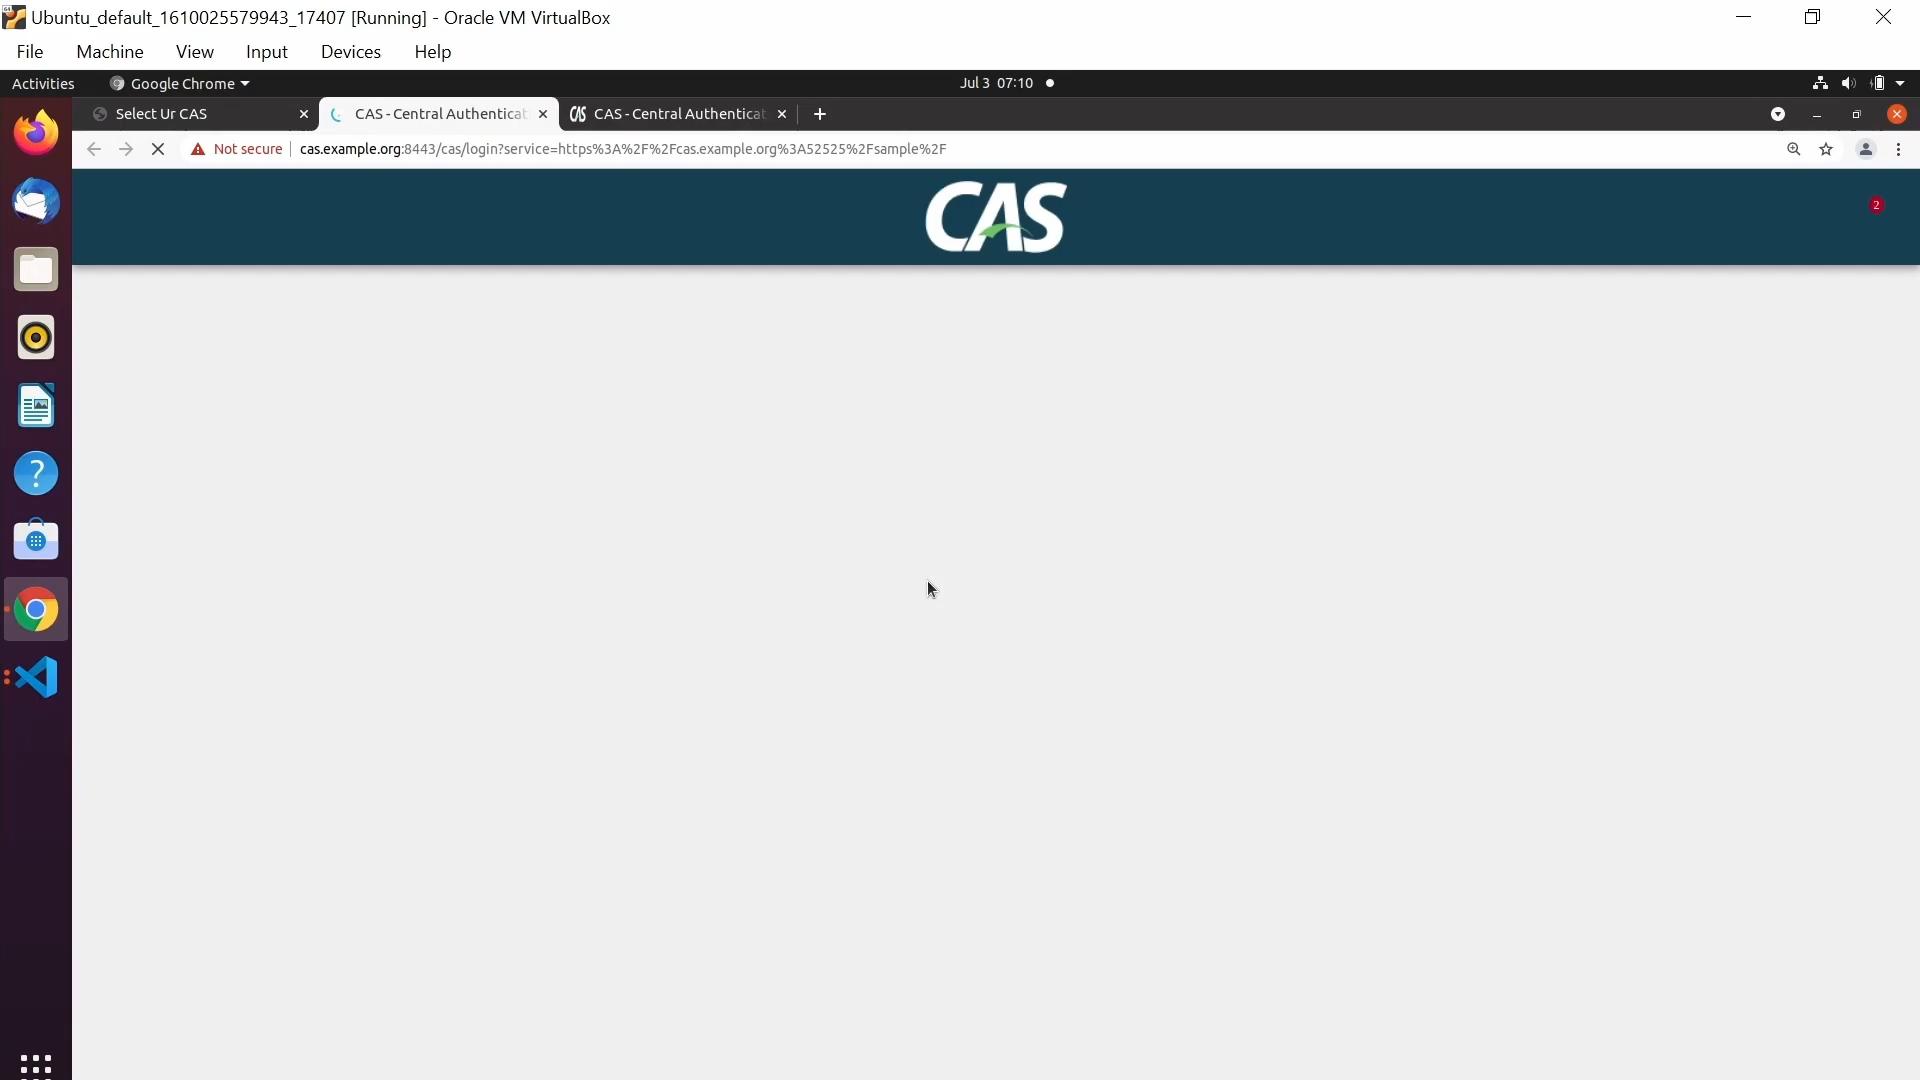 Ubuntu_default_1610025579943_17407 [Running] - Oracle VM VirtualBox
File Machine View Input Devices Help
Activities Google Chrome Jul 3 07:10
Select Ur CAS CAS - Central Authenticat CAS - Central Authenticat
Not secure cas.example.org:8443/cas/login?service=https%3A%2F%2Fcas.example.org%3A52525%2Fsample%2F
CAS
2